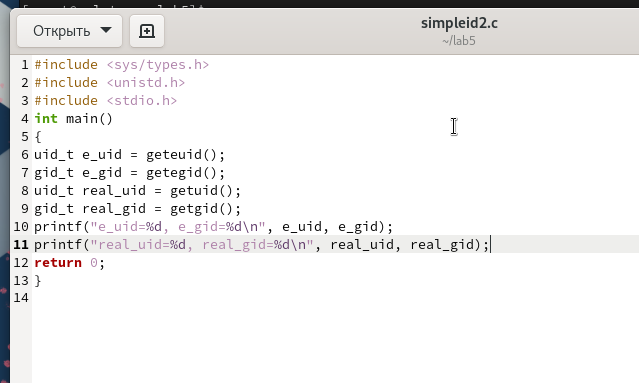 Открыть
simpleid2.c
~/lab5
1 #include <sys/types.h>
2 #include <unistd.h>
3 #include <stdio.h>
4 int main()
5 {
6 uid_t e_uid = geteuid();
7 gid_t e_gid = getegid();
8 uid_t real_uid = getuid();
9 gid_t real_gid = getgid();
10 printf("e_uid=%d, e_gid=%d\n", e_uid, e_gid);
11 printf("real_uid=%d, real_gid=%d\n", real_uid, real_gid);
12 return 0;
13 }
14